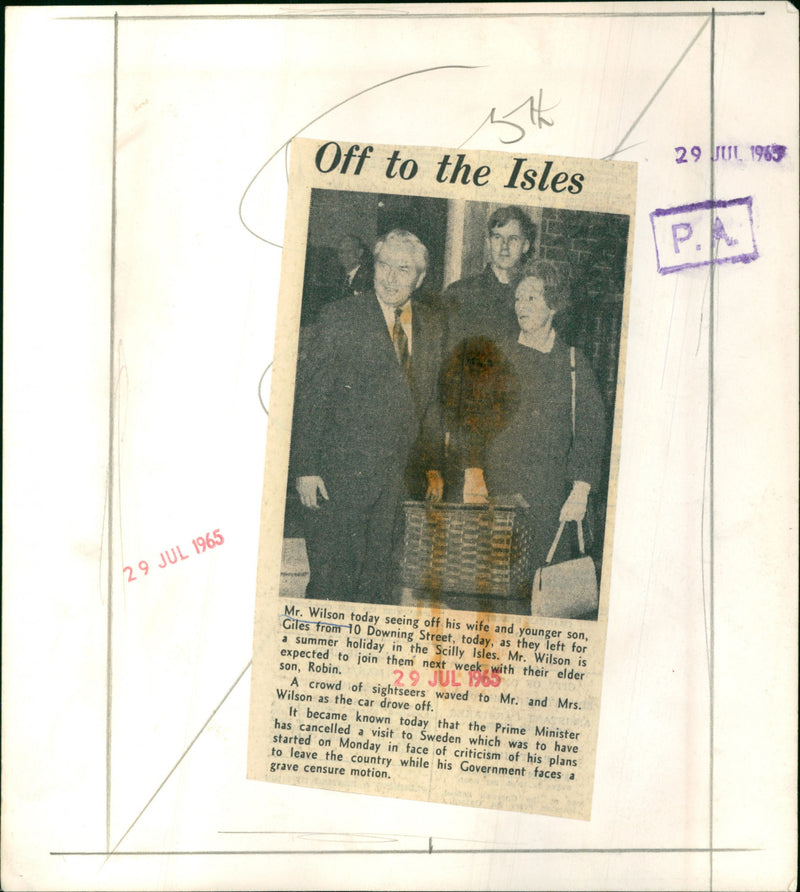 5th
29 JUL 1965
P.A.
Off to the Isles
29 JUL 1965
Mr. Wilson today seeing off his wife and younger son,
Giles from 10 Downing Street, today, as they left for
a summer holiday in the Scilly Isles. Mr. Wilson is
expected to join them next week with their elder
son, Robin.
29 JUL 1965
A crowd of sightseers waved to Mr. and Mrs.
Wilson as the car drove off.
It became known today that the Prime Minister
has cancelled a visit to Sweden which was to have
started on Monday in face of criticism of his plans
to leave the country while his Government faces a
grave censure motion.